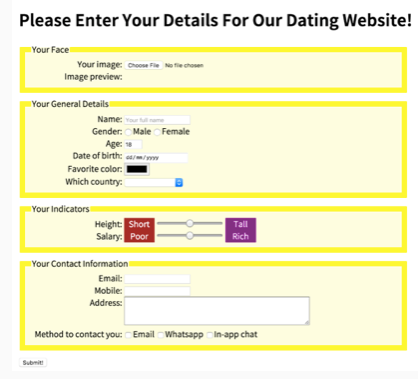 Please Enter Your Details For Our Dating Website!
Your Face
Your image: Choose File No file chosen
Image preview:
Your General Details
Name: Your full name
Gender: Male Female
Age: 18
Date of birth: dd/mm/yyyy
Favorite color:
Which country:
Your Indicators
Height: Short Tall
Salary: Poor Rich
Your Contact Information
Email:
Mobile:
Address:
Method to contact you: Email Whatsapp In-app chat
Submit!